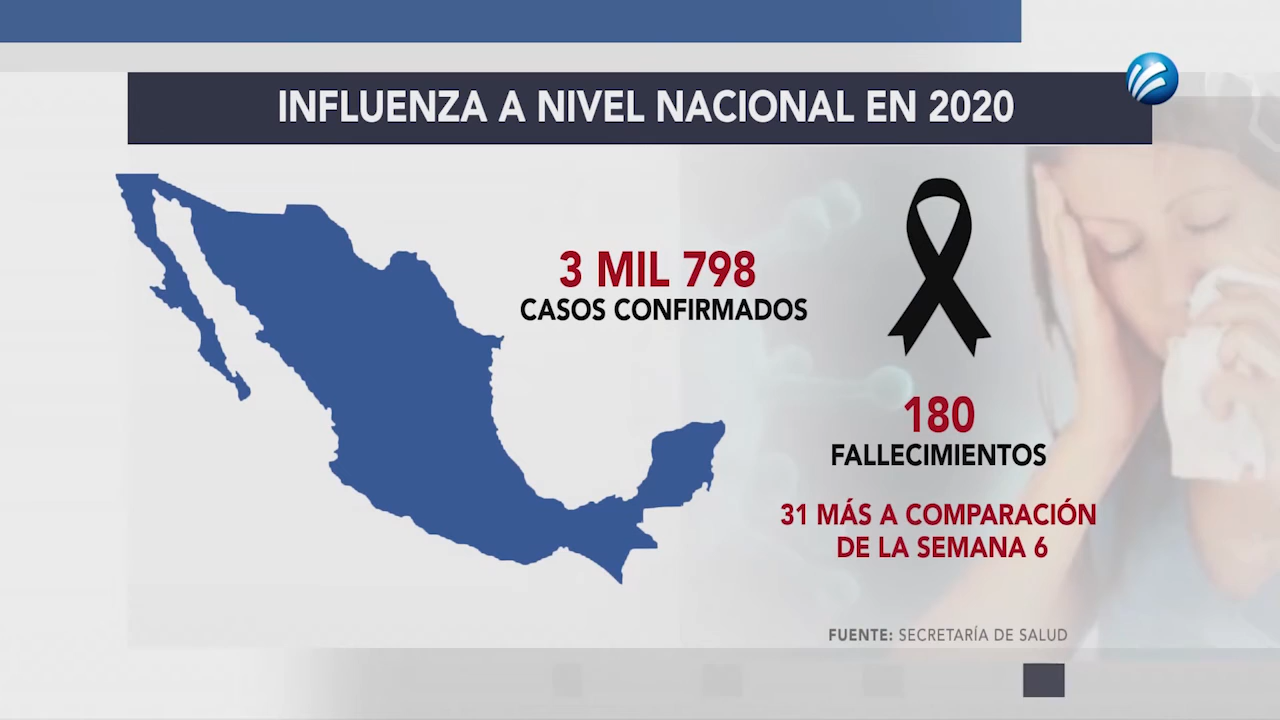 INFLUENZA A NIVEL NACIONAL EN 2020
3 MIL 798
CASOS CONFIRMADOS
180
FALLECIMIENTOS
31 MÁS A COMPARACIÓN
DE LA SEMANA 6
FUENTE: SECRETARÍA DE SALUD